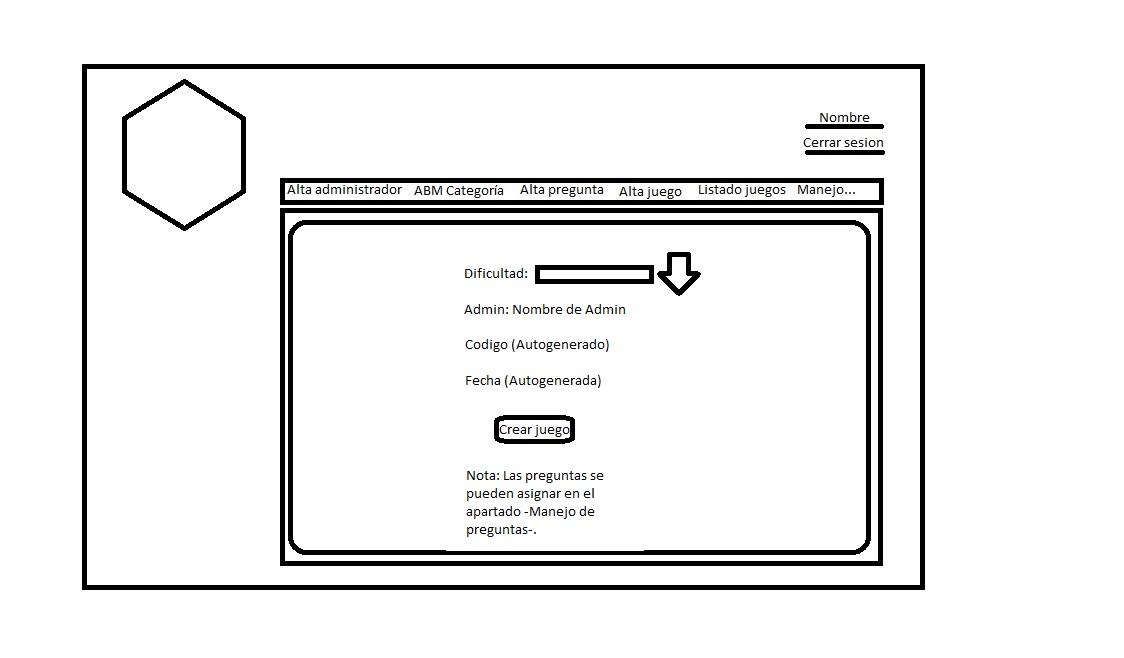 Nombre
Cerrar sesion
Alta administrador ABM Categoría Alta pregunta Alta juego Listado juegos Manejo...
Dificultad:
Admin: Nombre de Admin
Codigo (Autogenerado)
Fecha (Autogenerada)
Crear juego
Nota: Las preguntas se
pueden asignar en el
apartado -Manejo de
preguntas-.